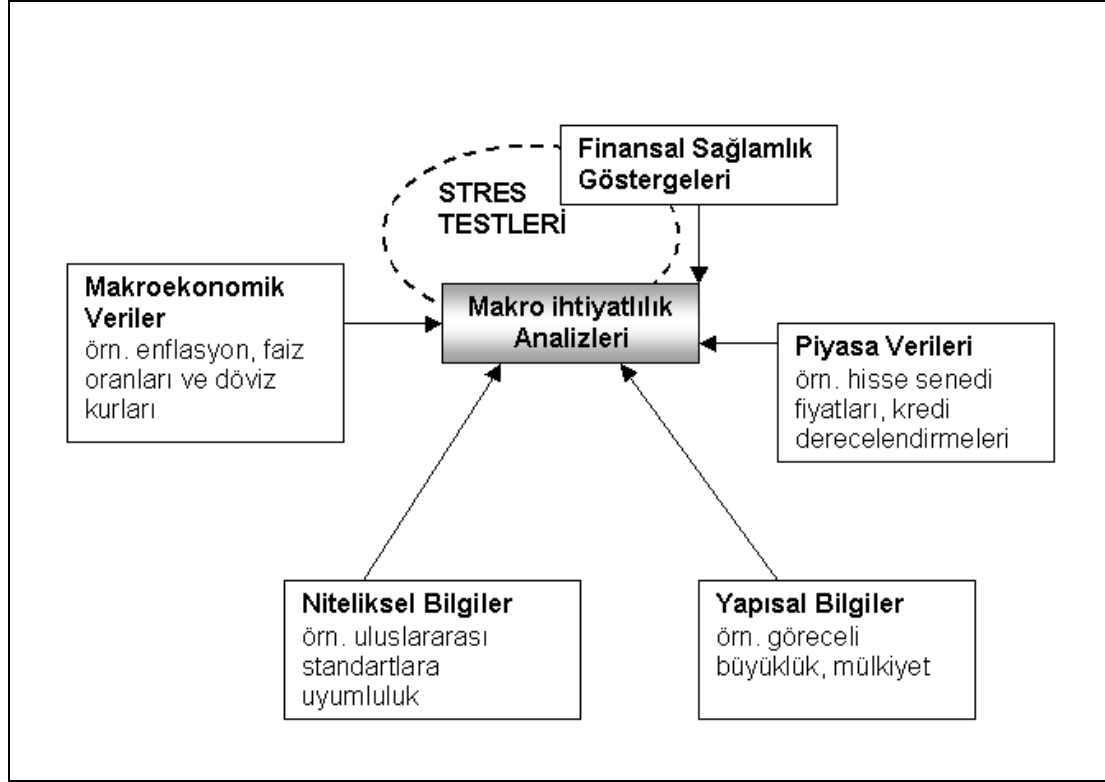 Finansal Sağlamlık
Göstergeleri
STRES
TESTLERİ
Makroekonomik
Veriler
örn. enflasyon, faiz
oranları ve döviz
kurları
Makro ihtiyatlılık
Analizleri
Piyasa Verileri
örn. hisse senedi
fiyatları, kredi
derecelendirmeleri
Niteliksel Bilgiler
örn. uluslararası
standartlara
uyumluluk
Yapısal Bilgiler
örn. göreceli
büyüklük, mülkiyet